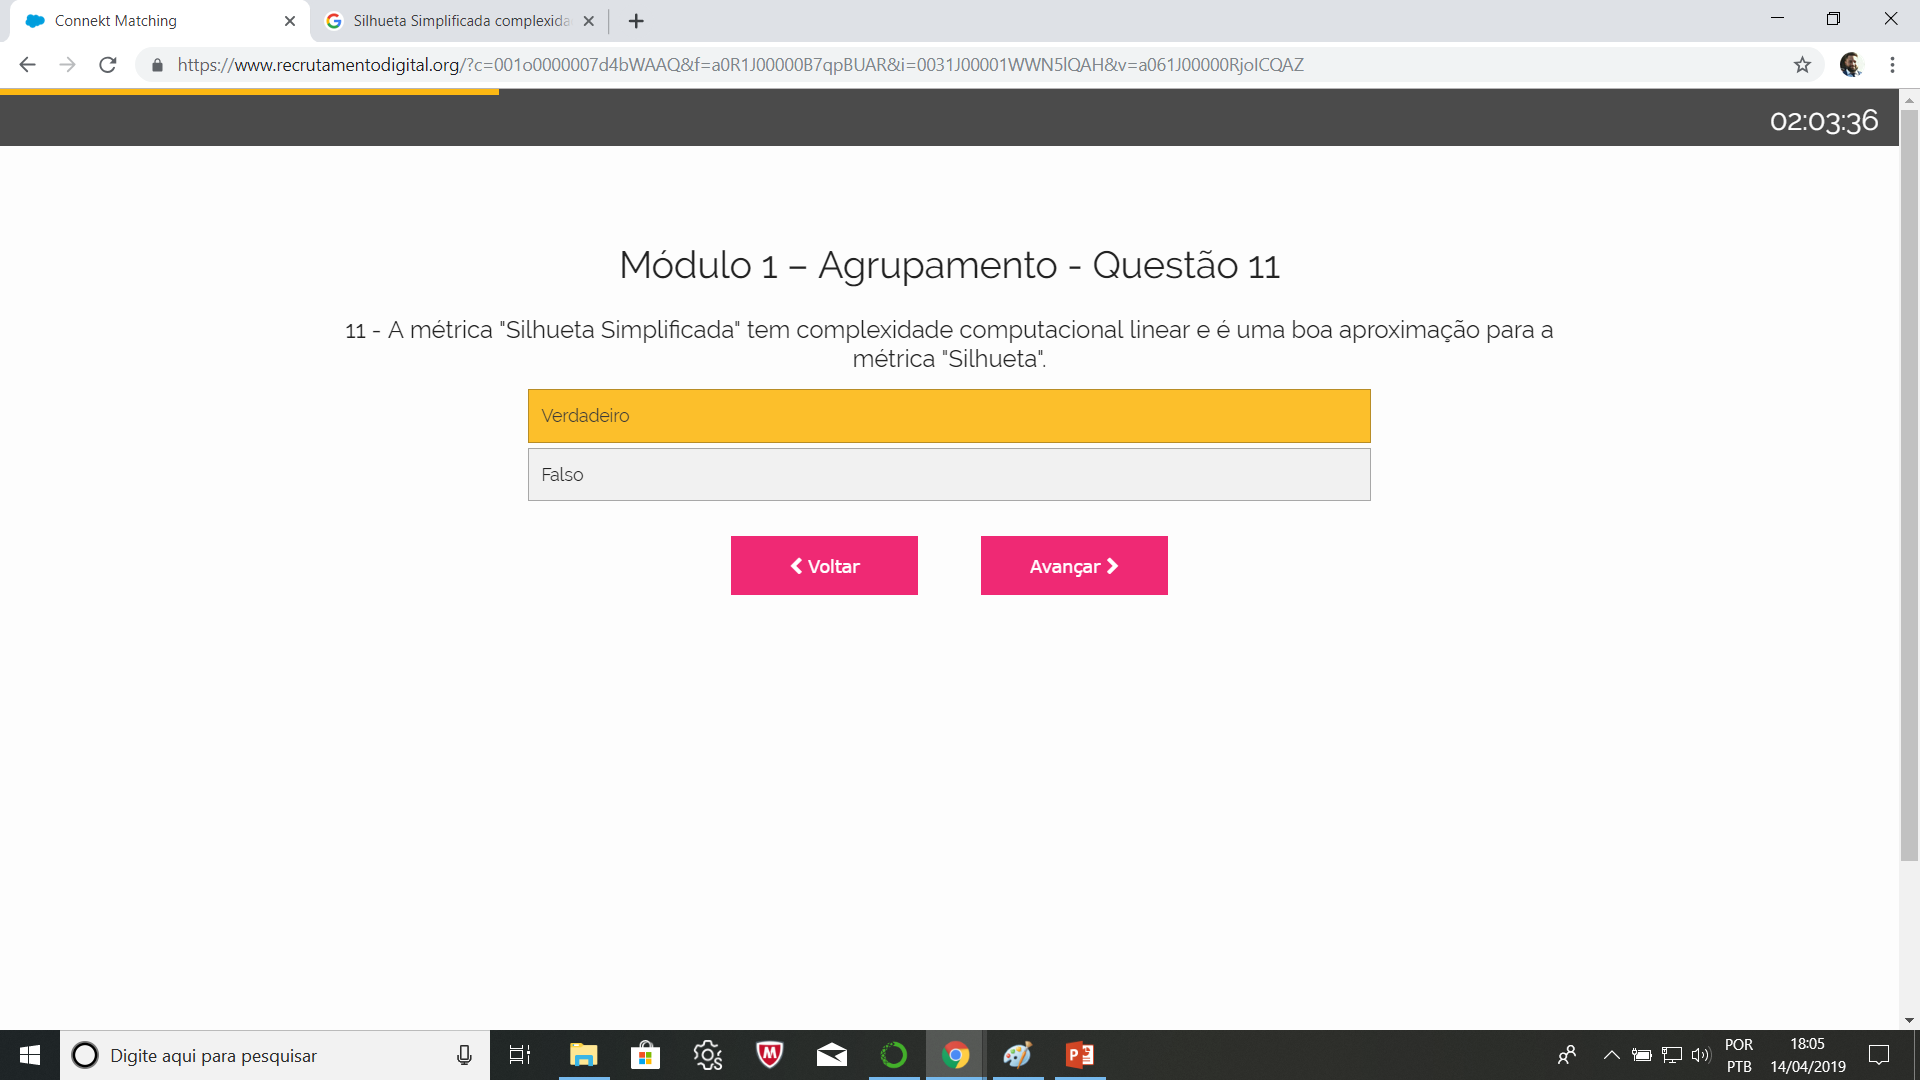 Connekt Matching
Silhueta Simplificada complexida
https://www.recrutamentodigital.org/?c=001o0000007d4bWAAQ&f=a0R1J00000B7qpBUAR&i=0031J00001WWN5lQAH&v=a061J00000RjoICQAZ
02:03:36
Módulo 1 – Agrupamento - Questão 11
11 - A métrica "Silhueta Simplificada" tem complexidade computacional linear e é uma boa aproximação para a
métrica "Silhueta".
Verdadeiro
Falso
Voltar
Avançar
Digite aqui para pesquisar
POR
PTB
18:05
14/04/2019